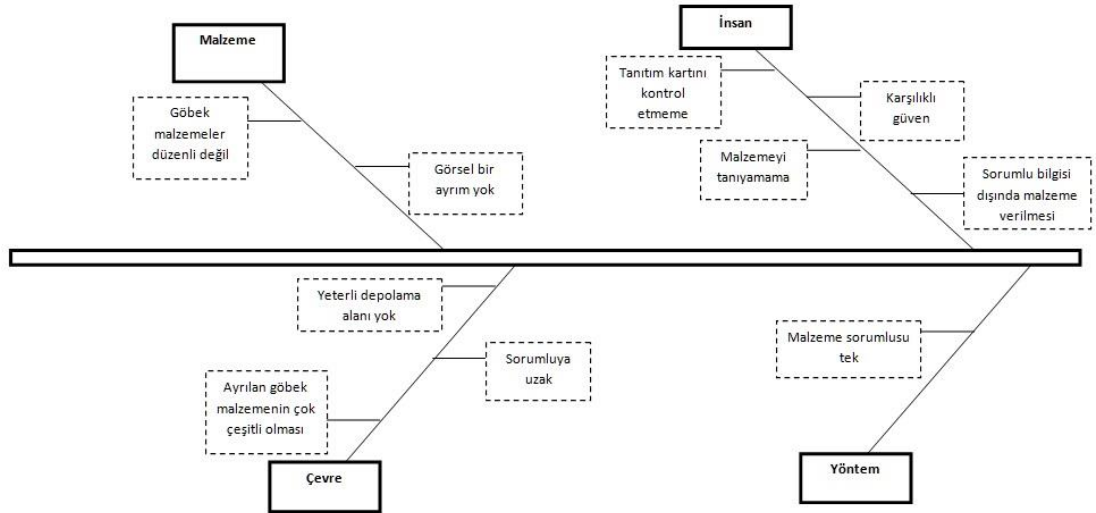 Malzeme
Göbek
malzemeler
düzenli değil
Görsel bir
ayrım yok
İnsan
Tanıtım kartını
kontrol
etmeme
Karşılıklı
güven
Malzemeyi
tanıyamama
Sorumlu bilgisi
dışında malzeme
verilmesi
Yeterli depolama
alanı yok
Sorumluya
uzak
Ayrılan göbek
malzemenin çok
çeşitli olması
Çevre
Malzeme sorumlusu
tek
Yöntem